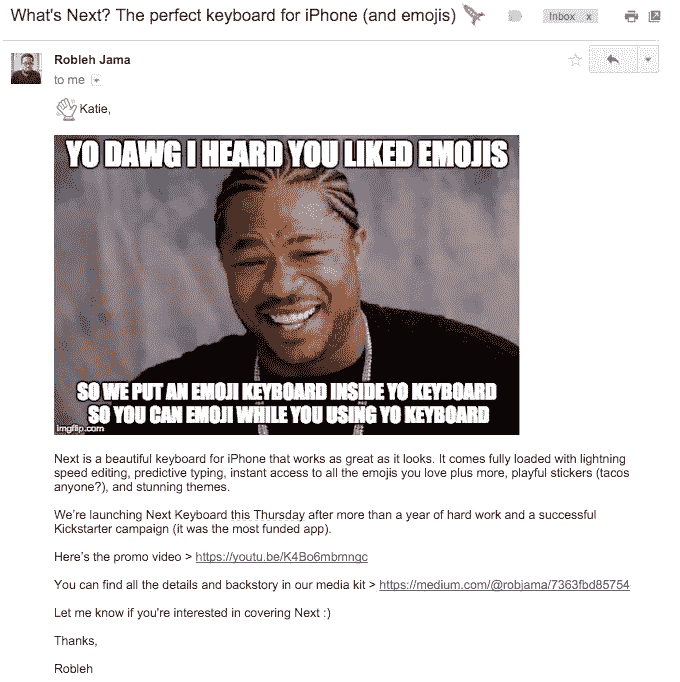 What's Next? The perfect keyboard for iPhone (and emojis)
Inbox x
Robleh Jama
to me
Katie,
YO DAWG I HEARD YOU LIKED EMOJIS
SO WE PUT AN EMOJI KEYBOARD INSIDE YO KEYBOARD
SO YOU CAN EMOJI WHILE YOU USING YO KEYBOARD
imgflip.com
Next is a beautiful keyboard for iPhone that works as great as it looks. It comes fully loaded with lightning
speed editing, predictive typing, instant access to all the emojis you love plus more, playful stickers (tacos
anyone?), and stunning themes.
We're launching Next Keyboard this Thursday after more than a year of hard work and a successful
Kickstarter campaign (it was the most funded app).
Here's the promo video > https://youtu.be/K4Bo6mbmngc
You can find all the details and backstory in our media kit > https://medium.com/@robjama/7363fbd85754
Let me know if you're interested in covering Next :)
Thanks,
Robleh